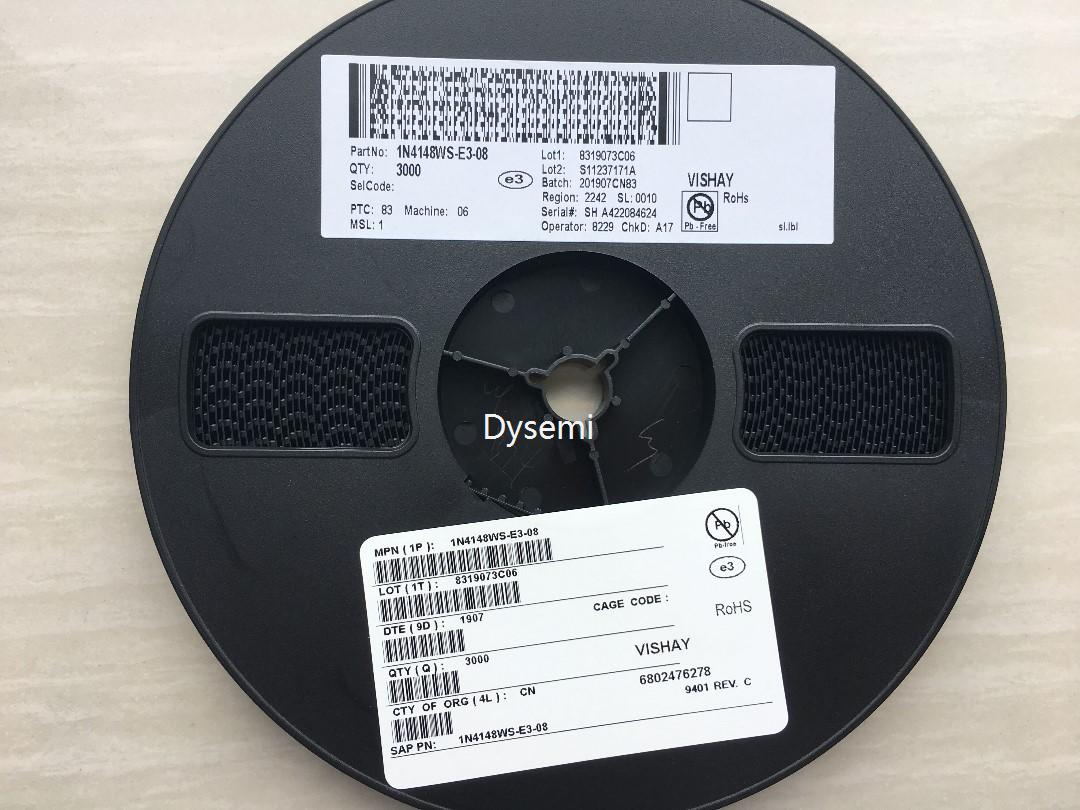 PartNo: 1N4148WS-E3-08
QTY: 3000
SelCode:
PTC: 83 Machine: 06
MSL: 1
e3
Lot1: 8319073C06
Lot2: S11237171A
Batch: 201907CN83
Region: 2242 SL: 0010
Serial#: SH A422084624
Operator: 8229 ChkD: A17
VISHAY
Pb RoHs
Pb - Free
sl.lbl
Dysemi
MPN ( 1P ): 1N4148WS-E3-08
LOT ( 1T ): 8319073C06
DTE ( 9D ): 1907
QTY ( Q ): 3000
CTY OF ORG ( 4L ): CN
SAP PN: 1N4148WS-E3-08
Pb
Pb-free
e3
CAGE CODE :
RoHS
VISHAY
6802476278
9401 REV. C